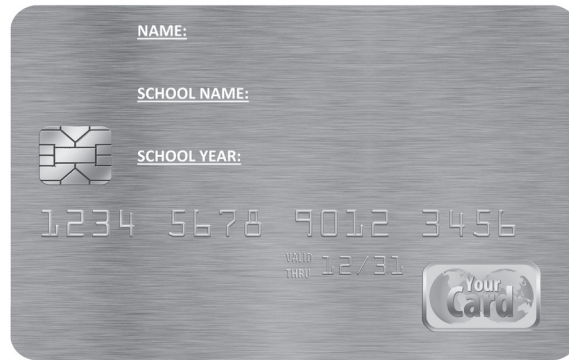 NAME:
SCHOOL NAME:
SCHOOL YEAR:
1234 5678 9012 3456
VALID THRU 12/31
Your
Card